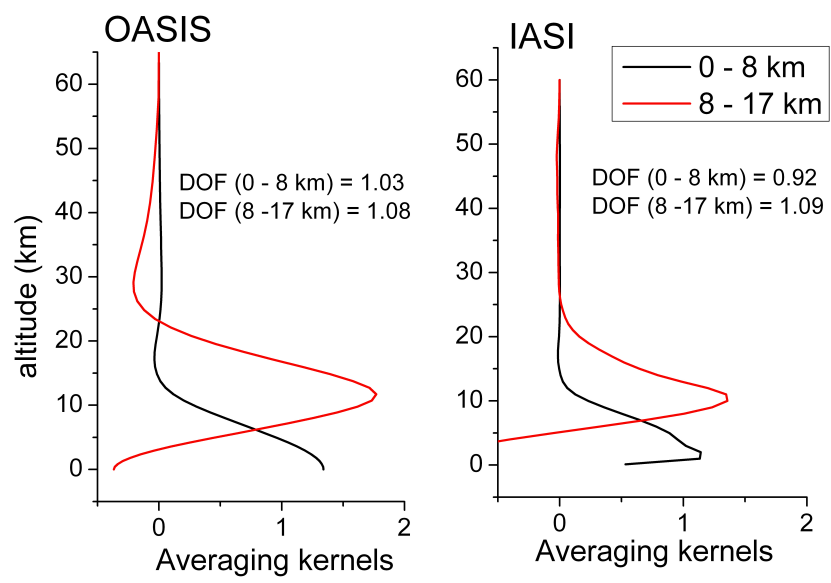 OASIS
60
50
40
30
20
10
0
altitude (km)
DOF (0 - 8 km) = 1.03
DOF (8 -17 km) = 1.08
0 1 2
Averaging kernels
IASI
0 - 8 km
8 - 17 km
60
50
40
30
20
10
0
DOF (0 - 8 km) = 0.92
DOF (8 -17 km) = 1.09
0 1 2
Averaging kernels